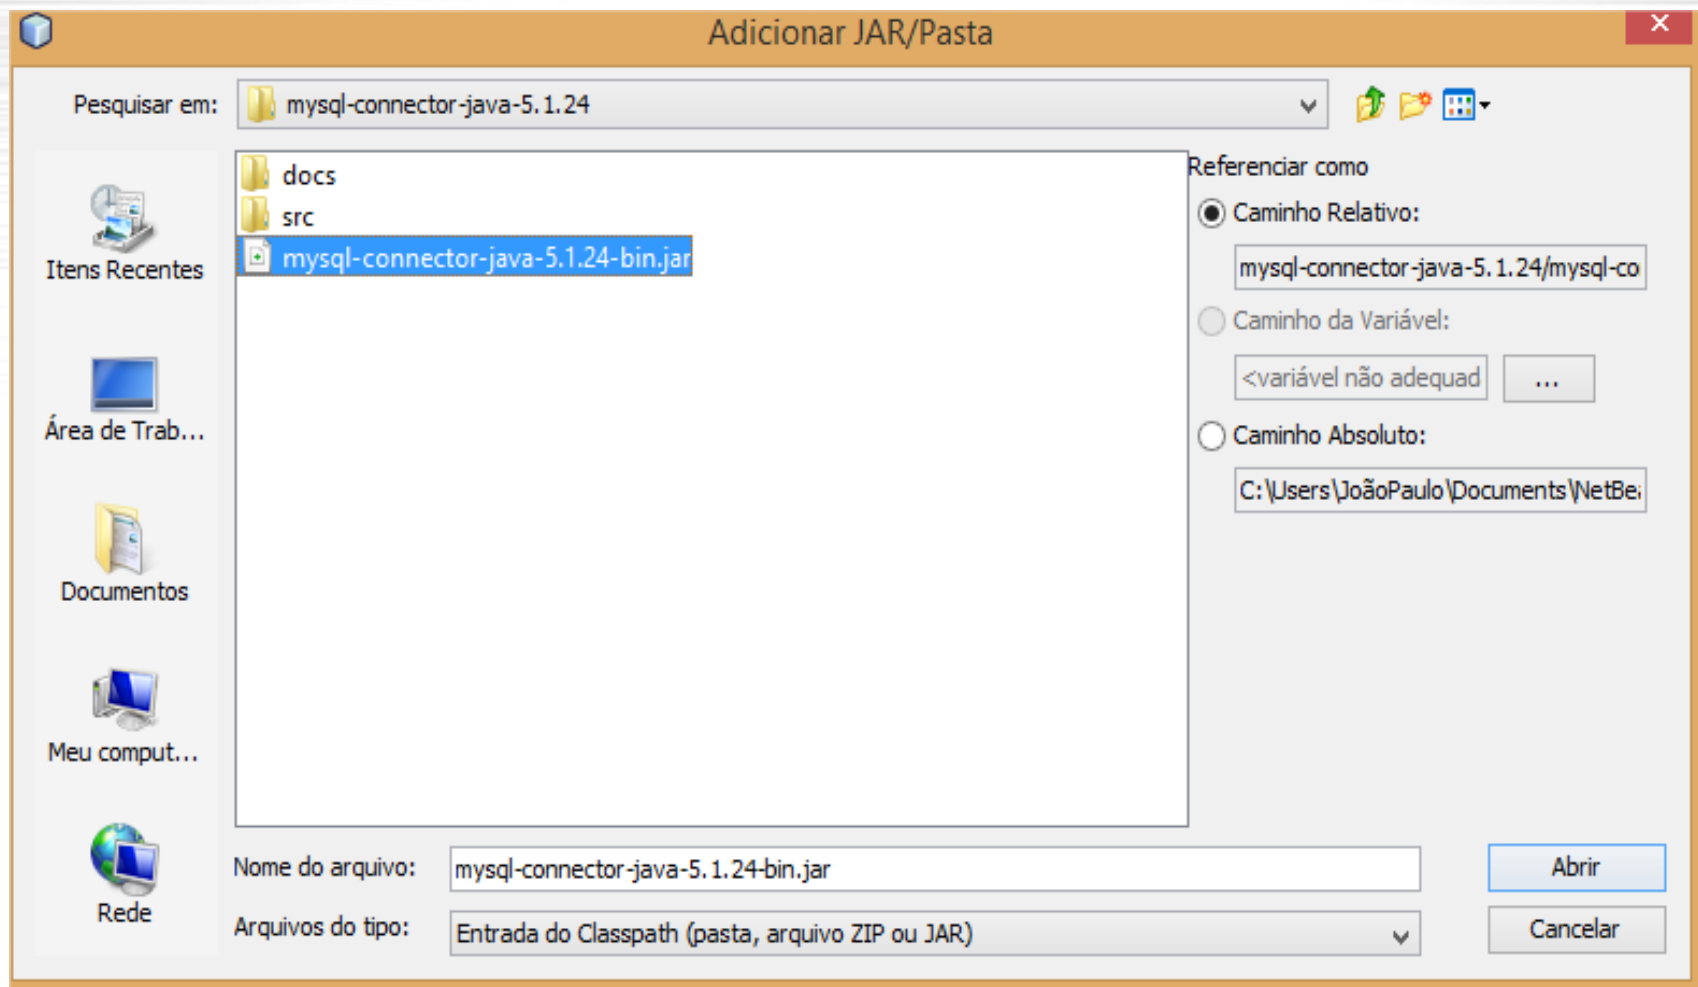 Adicionar JAR/Pasta
Pesquisar em:
mysql-connector-java-5.1.24
Itens Recentes
Área de Trab...
Documentos
Meu comput...
Rede
docs
src
mysql-connector-java-5.1.24-bin.jar
Referenciar como
Caminho Relativo:
mysql-connector-java-5.1.24/mysql-co
Caminho da Variável:
<variável não adequad
...
Caminho Absoluto:
C:\Users\JoãoPaulo\Documents\NetBea
Nome do arquivo:
mysql-connector-java-5.1.24-bin.jar
Abrir
Arquivos do tipo:
Entrada do Classpath (pasta, arquivo ZIP ou JAR)
Cancelar